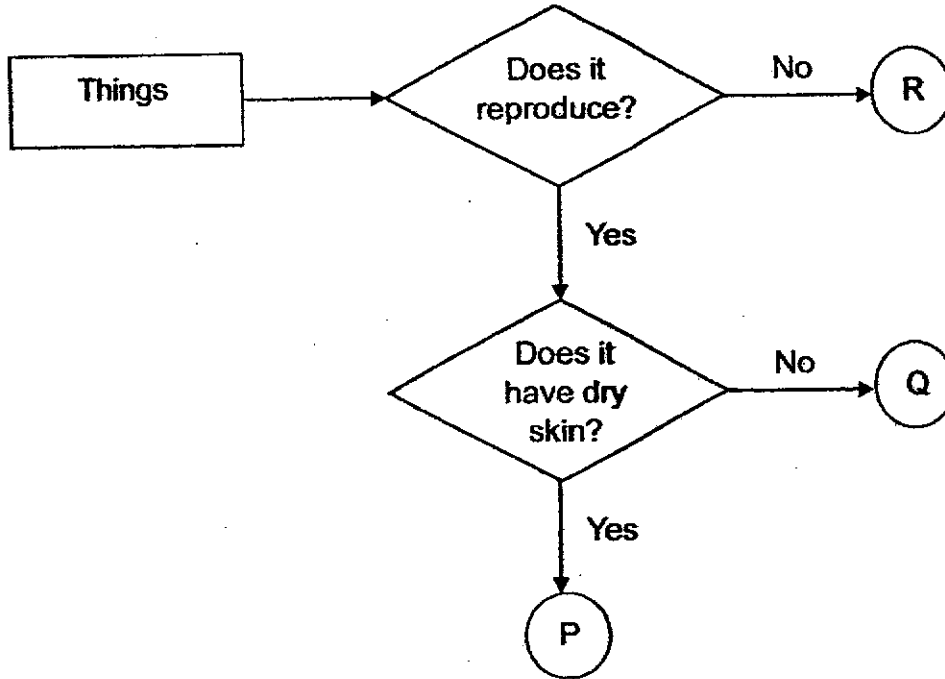 Things
Does it
reproduce?
No
R
Yes
Does it
have dry
skin?
No
Q
Yes
P